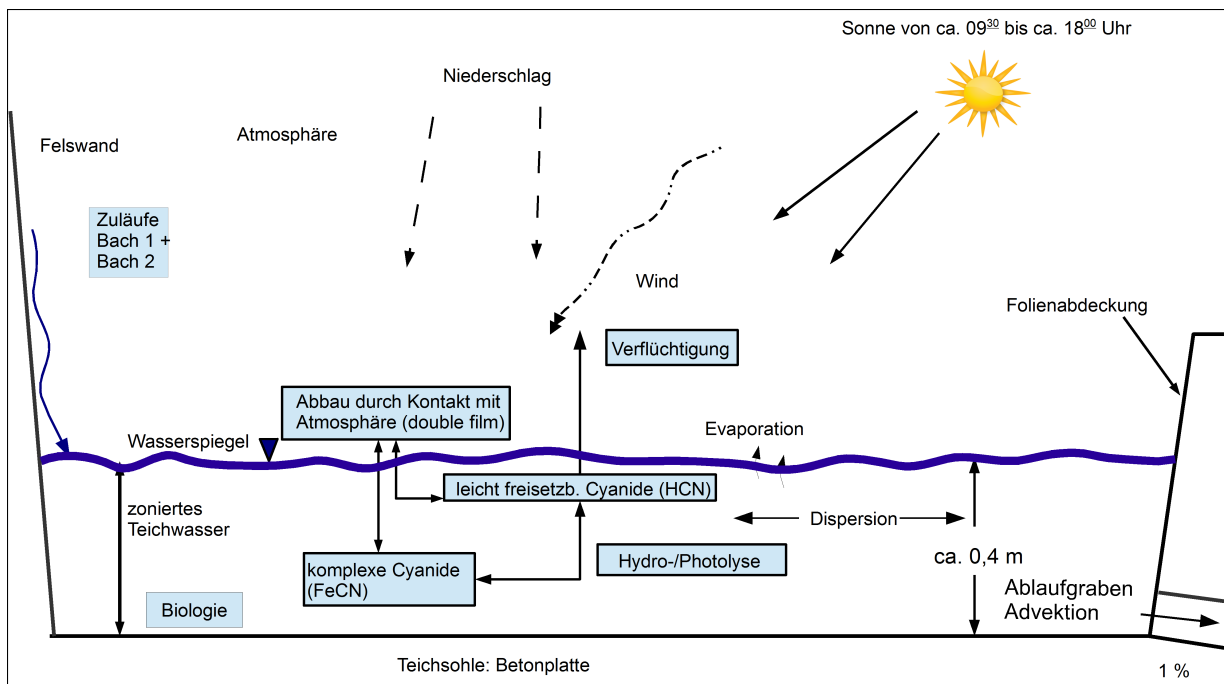 Sonne von ca. 09³⁰ bis ca. 18⁰⁰ Uhr
Niederschlag
Atmosphäre
Felswand
Zuläufe
Bach 1 +
Bach 2
Wind
Folienabdeckung
Verflüchtigung
Abbau durch Kontakt mit
Atmosphäre (double film)
Wasserspiegel
Evaporation
leicht freisetzb. Cyanide (HCN)
zoniertes
Teichwasser
Dispersion
Hydro-/Photolyse
ca. 0,4 m
komplexe Cyanide
(FeCN)
Ablaufgraben
Advektion
Biologie
Teichsohle: Betonplatte
1 %